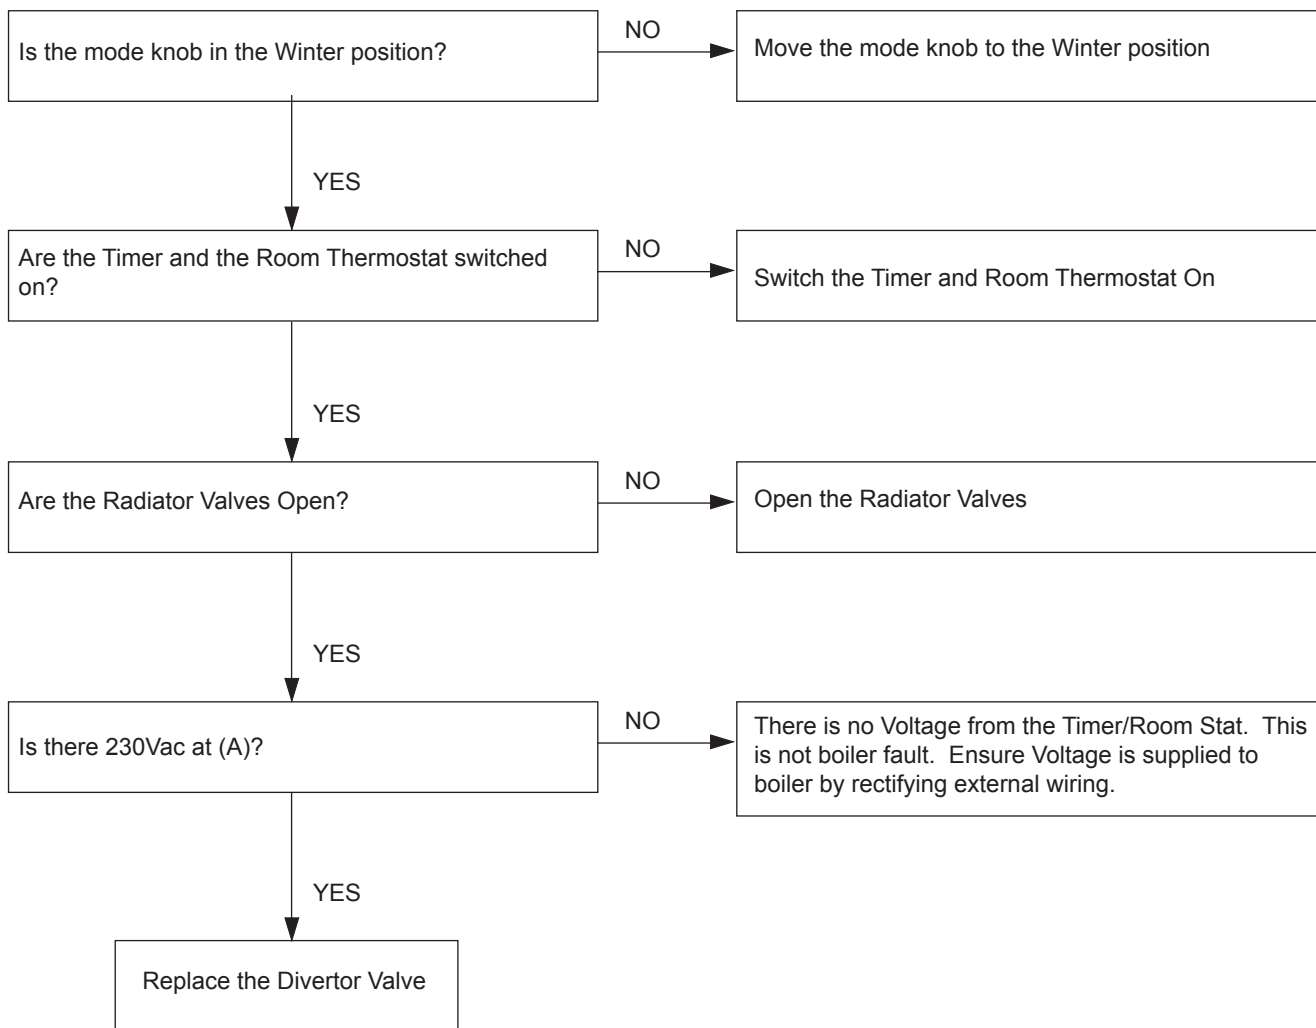 Is the mode knob in the Winter position?
NO
Move the mode knob to the Winter position
YES
Are the Timer and the Room Thermostat switched
on?
NO
Switch the Timer and Room Thermostat On
YES
Are the Radiator Valves Open?
NO
Open the Radiator Valves
YES
Is there 230Vac at (A)?
NO
There is no Voltage from the Timer/Room Stat.  This
is not boiler fault.  Ensure Voltage is supplied to
boiler by rectifying external wiring.
YES
Replace the Divertor Valve